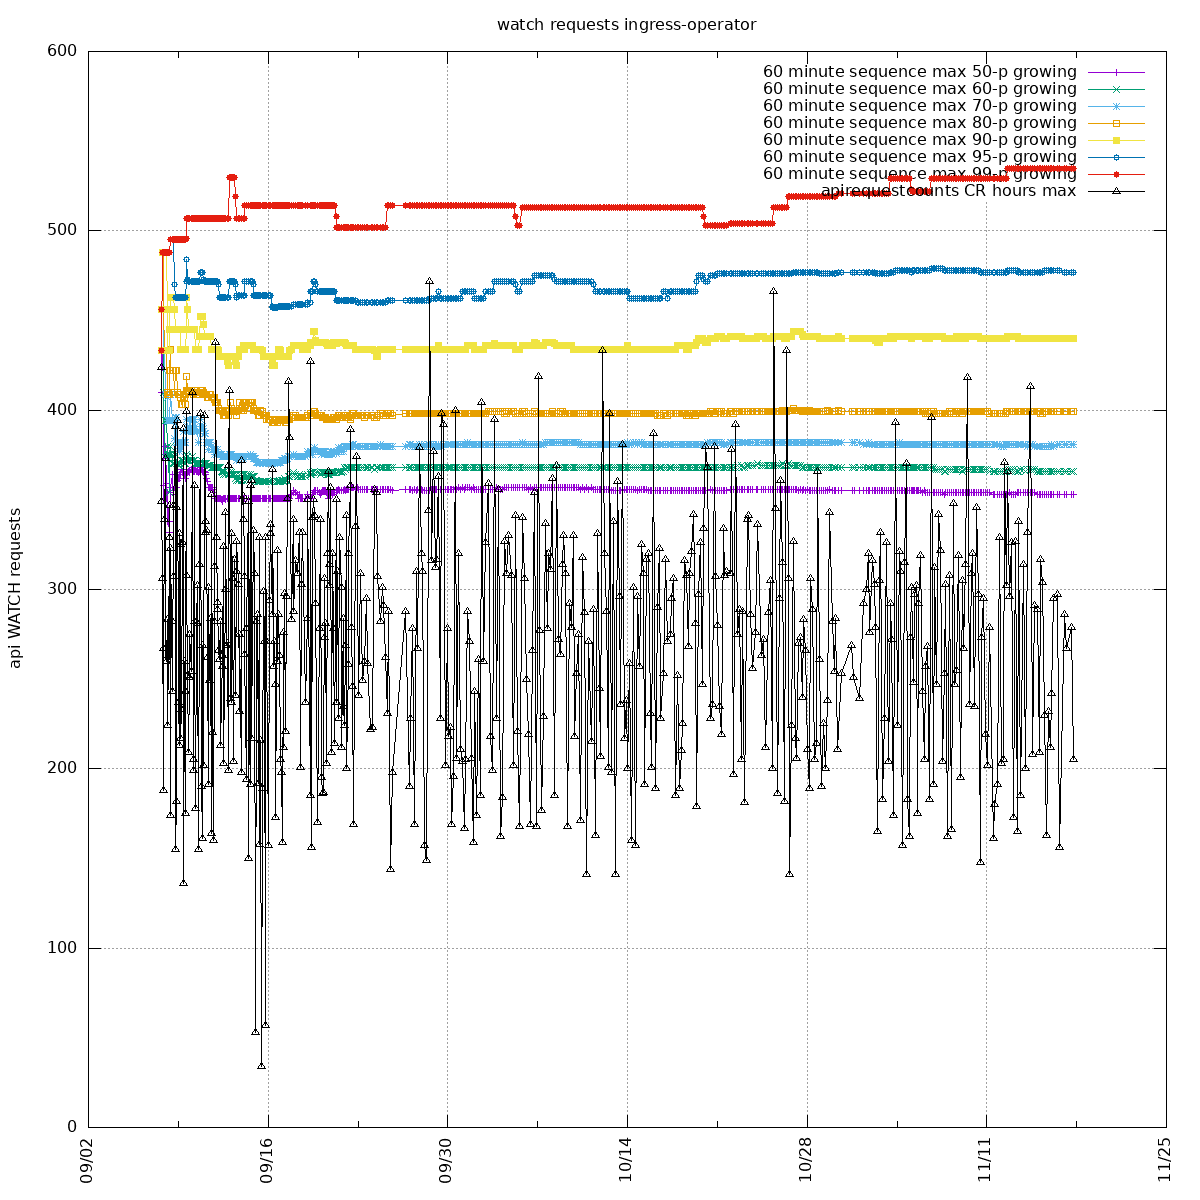 watch requests ingress-operator
600
500
400
300
200
100
0
api WATCH requests
60 minute sequence max 50-p growing
60 minute sequence max 60-p growing
60 minute sequence max 70-p growing
60 minute sequence max 80-p growing
60 minute sequence max 90-p growing
60 minute sequence max 95-p growing
60 minute sequence max 99-p growing
apirequestcounts CR hours max
09/02
09/16
09/30
10/14
10/28
11/11
11/25